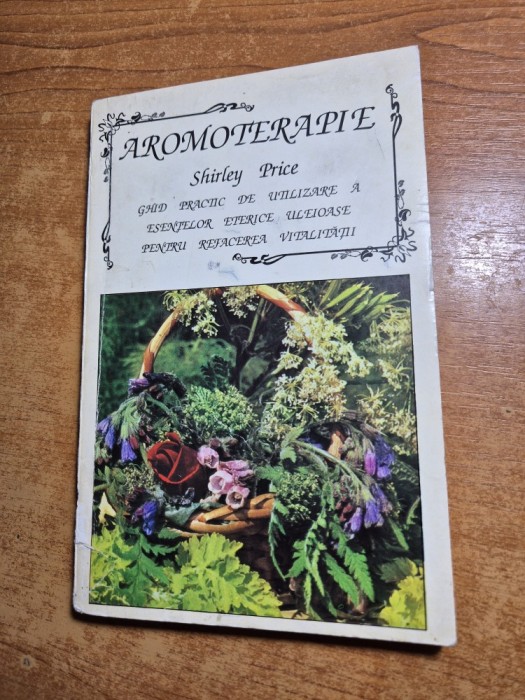 AROMOTERAPIE
Shirley Price
GHID PRACTIC DE UTILIZARE A
ESENȚELOR ETERICE ULEIOASE
PENTRU REFACEREA VITALITĂȚII